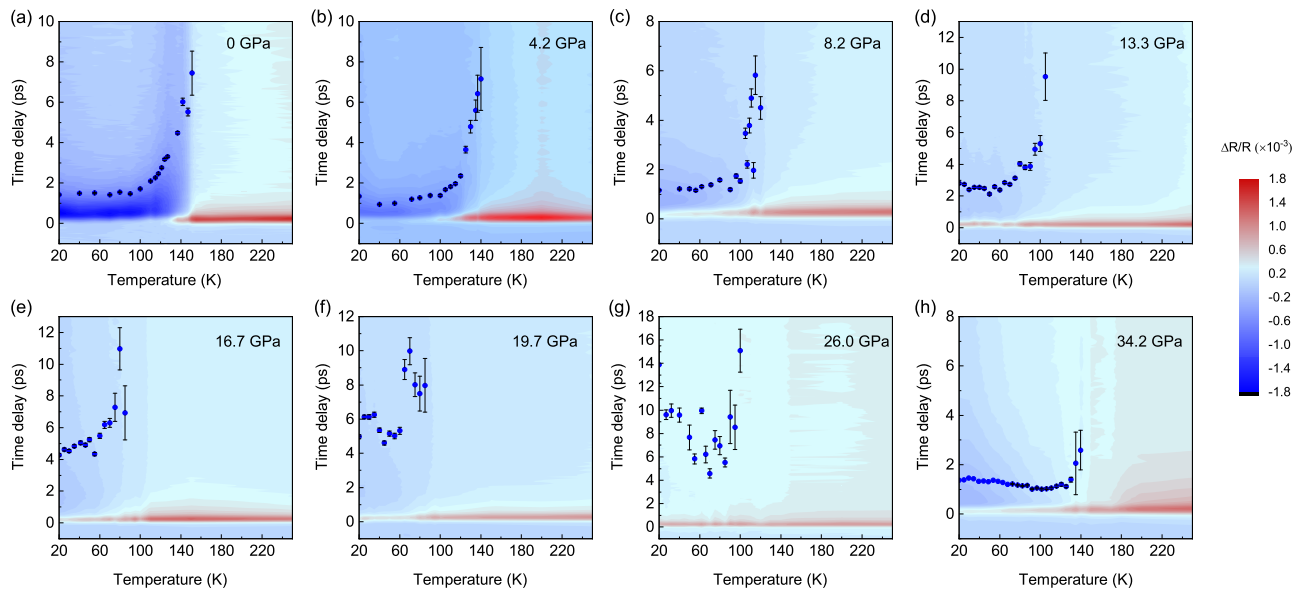 (a)
0 GPa
Time delay (ps)
10
8
6
4
2
0
20 60 100 140 180 220
Temperature (K)
(b)
4.2 GPa
Time delay (ps)
10
8
6
4
2
0
20 60 100 140 180 220
Temperature (K)
(c)
8.2 GPa
Time delay (ps)
8
6
4
2
0
20 60 100 140 180 220
Temperature (K)
(d)
13.3 GPa
Time delay (ps)
12
10
8
6
4
2
0
20 60 100 140 180 220
Temperature (K)
ΔR/R (×10⁻³)
1.8
1.4
1.0
0.6
0.2
-0.2
-0.6
-1.0
-1.4
-1.8
(e)
16.7 GPa
Time delay (ps)
12
10
8
6
4
2
0
20 60 100 140 180 220
Temperature (K)
(f)
19.7 GPa
Time delay (ps)
12
10
8
6
4
2
0
20 60 100 140 180 220
Temperature (K)
(g)
26.0 GPa
Time delay (ps)
18
16
14
12
10
8
6
4
2
0
20 60 100 140 180 220
Temperature (K)
(h)
34.2 GPa
Time delay (ps)
8
6
4
2
0
20 60 100 140 180 220
Temperature (K)